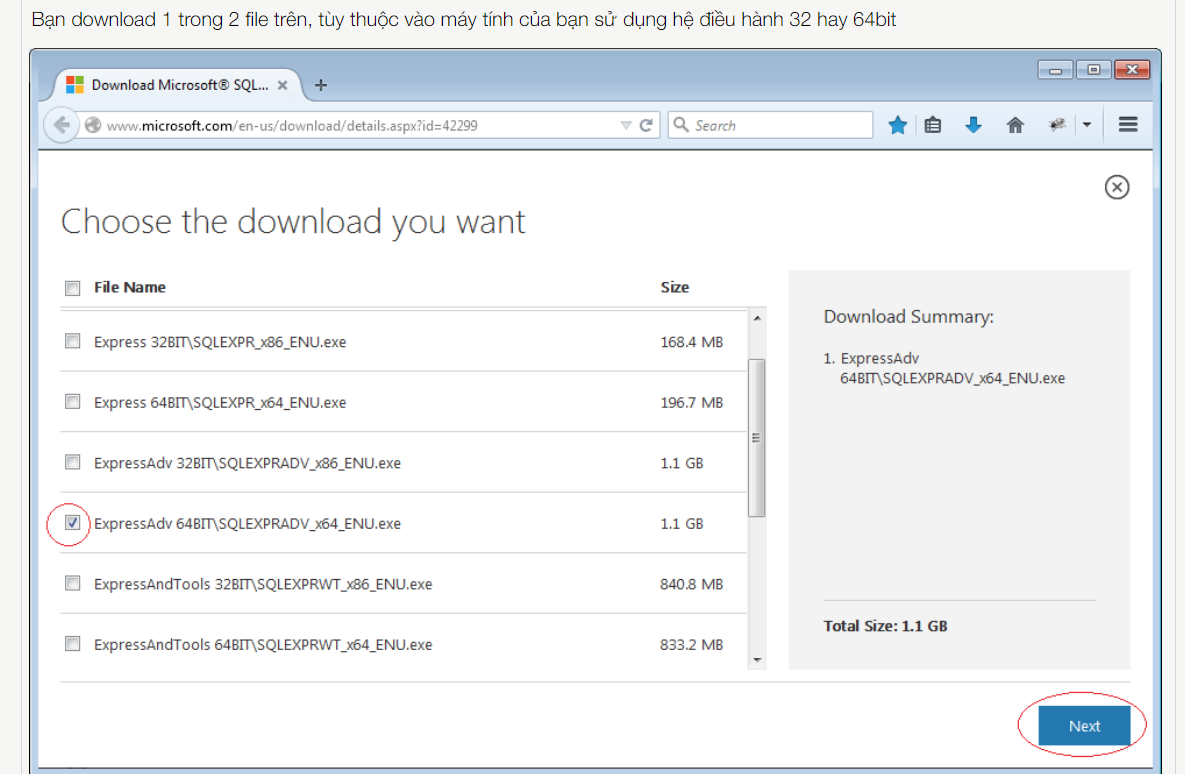 Bạn download 1 trong 2 file trên, tùy thuộc vào máy tính của bạn sử dụng hệ điều hành 32 hay 64bit
Download Microsoft® SQL...
www.microsoft.com/en-us/download/details.aspx?id=42299
Search
Choose the download you want
File Name Size
Express 32BIT\SQLEXPR_x86_ENU.exe 168.4 MB
Express 64BIT\SQLEXPR_x64_ENU.exe 196.7 MB
ExpressAdv 32BIT\SQLEXPRADV_x86_ENU.exe 1.1 GB
ExpressAdv 64BIT\SQLEXPRADV_x64_ENU.exe 1.1 GB
ExpressAndTools 32BIT\SQLEXPRWT_x86_ENU.exe 840.8 MB
ExpressAndTools 64BIT\SQLEXPRWT_x64_ENU.exe 833.2 MB
Download Summary:
1. ExpressAdv
64BIT\SQLEXPRADV_x64_ENU.exe
Total Size: 1.1 GB
Next